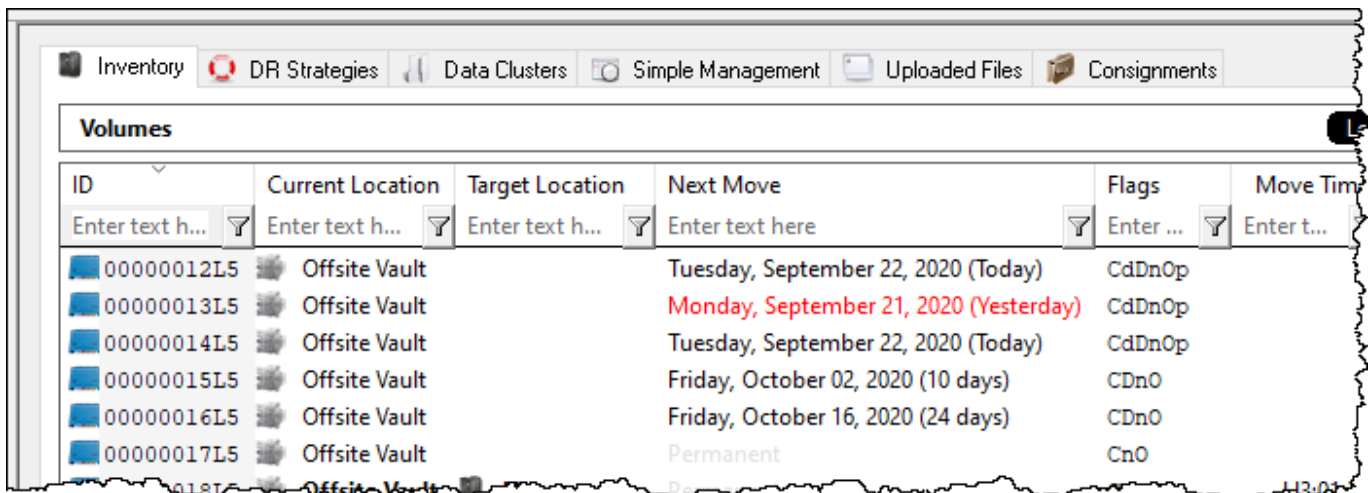 Inventory DR Strategies Data Clusters Simple Management Uploaded Files Consignments
Volumes
ID Current Location Target Location Next Move Flags Move Tim
Enter text h... Enter text h... Enter text h... Enter text here Enter ... Enter t...
00000012L5 Offsite Vault Tuesday, September 22, 2020 (Today) CdDnOp
00000013L5 Offsite Vault Monday, September 21, 2020 (Yesterday) CdDnOp
00000014L5 Offsite Vault Tuesday, September 22, 2020 (Today) CdDnOp
00000015L5 Offsite Vault Friday, October 02, 2020 (10 days) CDnO
00000016L5 Offsite Vault Friday, October 16, 2020 (24 days) CDnO
00000017L5 Offsite Vault Permanent CnO
Offsite Vault